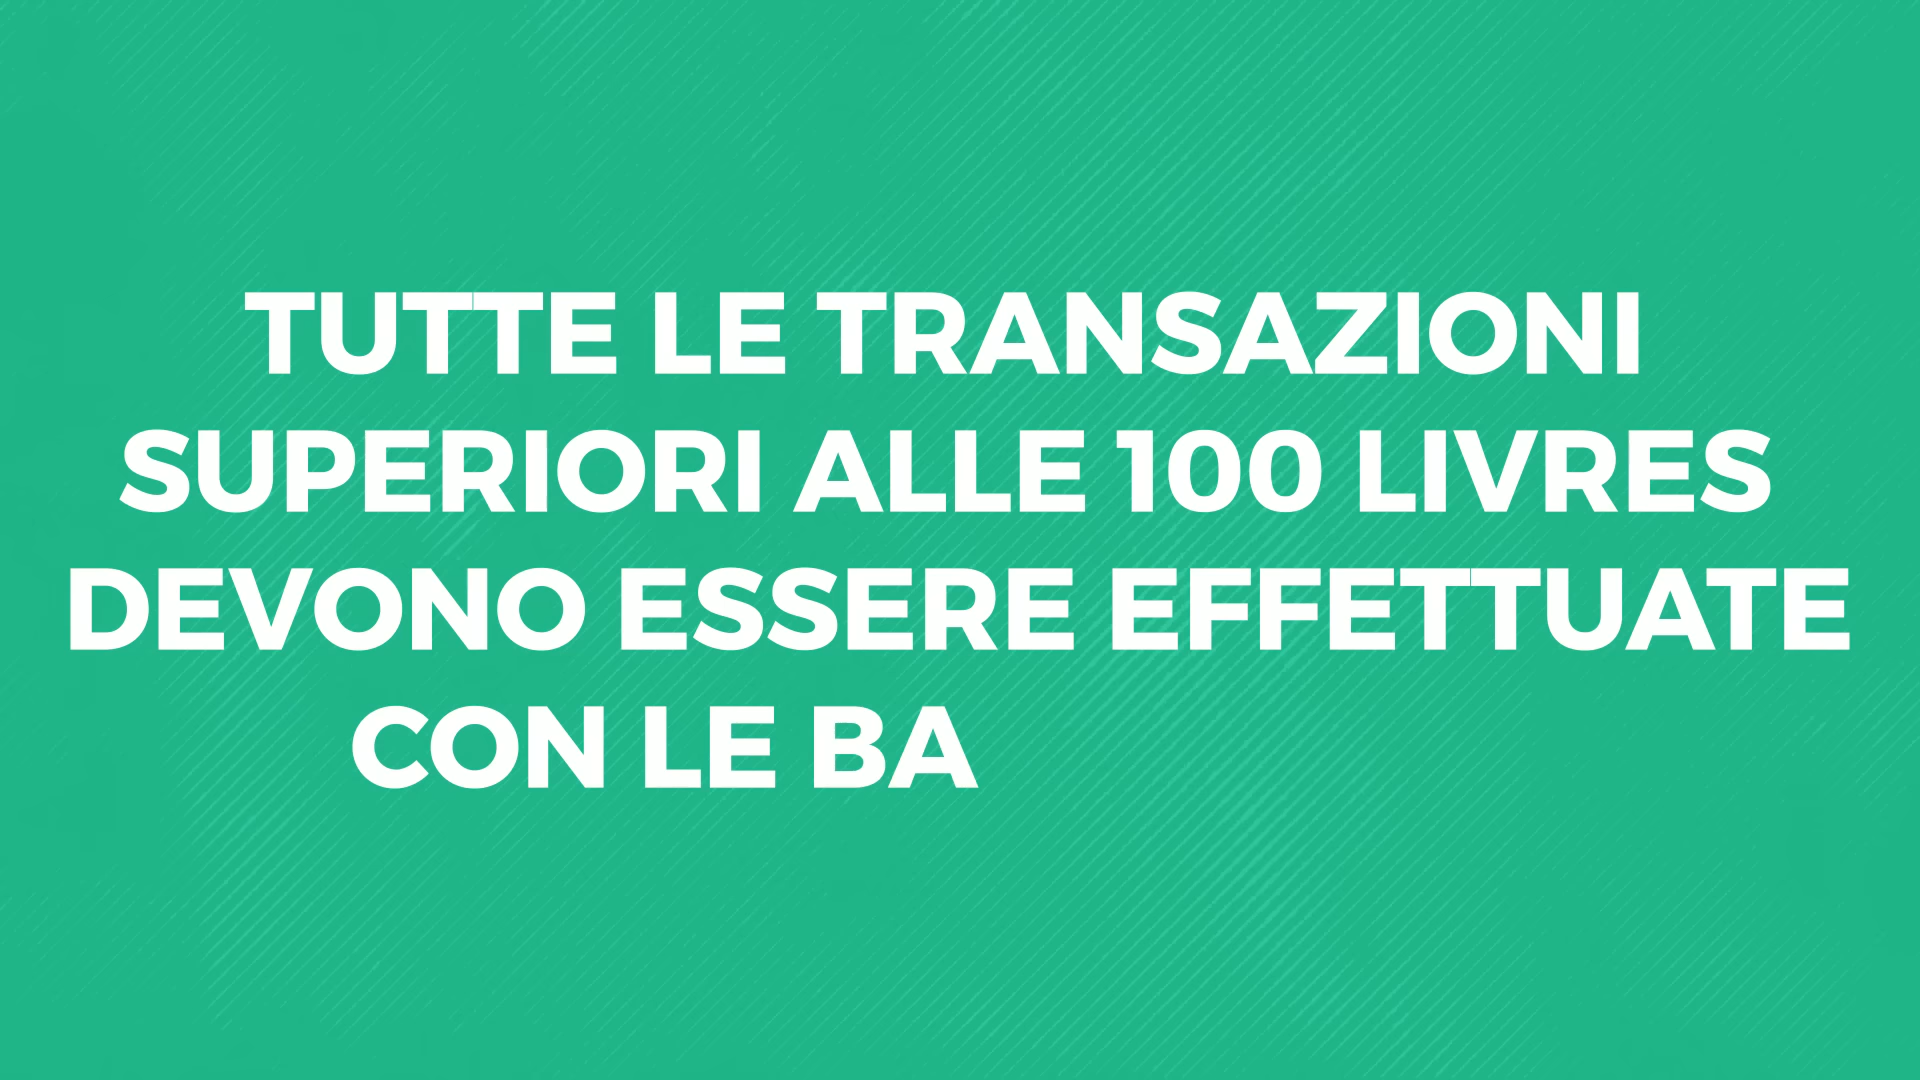 TUTTE LE TRANSAZIONI
SUPERIORI ALLE 100 LIVRES
DEVONO ESSERE EFFETTUATE
CON LE BA